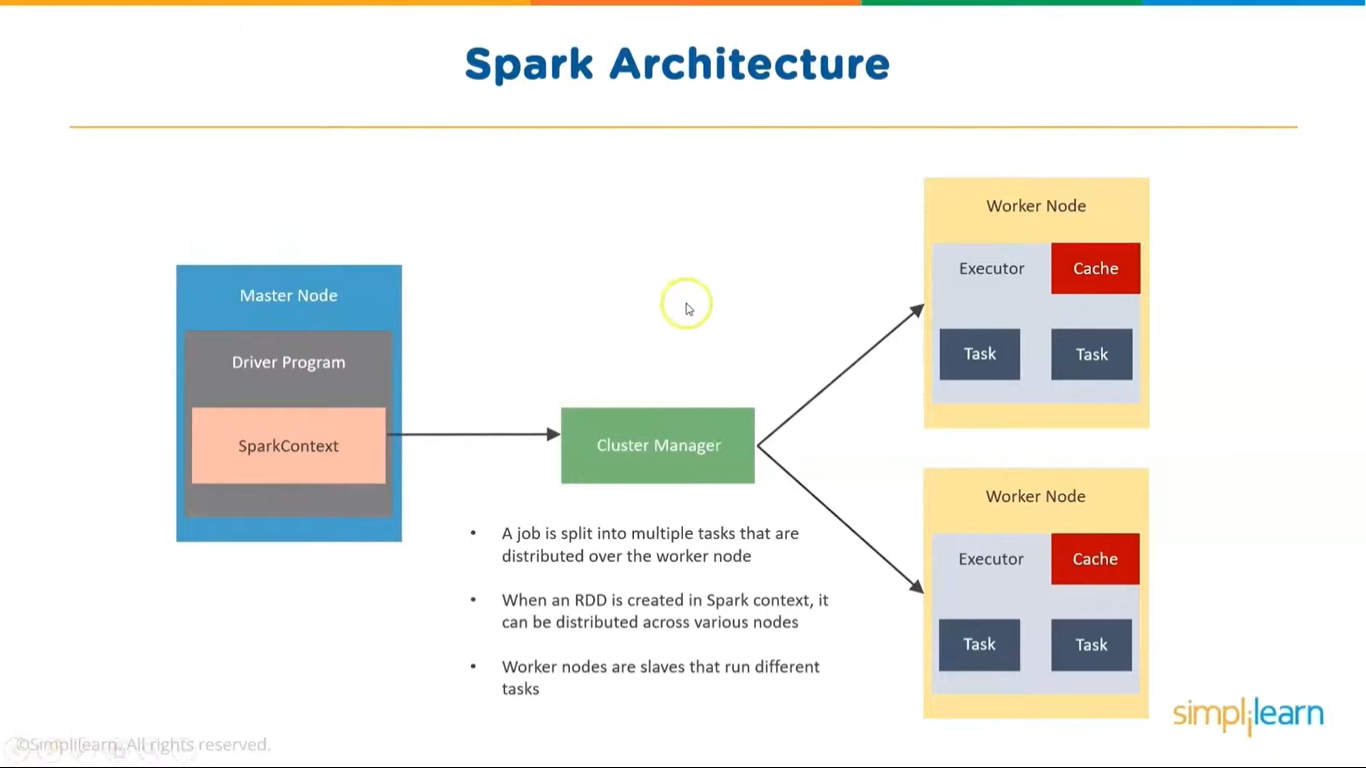 Spark Architecture
Master Node
Driver Program
SparkContext
Cluster Manager
Worker Node
Executor
Cache
Task
Task
Worker Node
Executor
Cache
Task
Task
• A job is split into multiple tasks that are
distributed over the worker node
• When an RDD is created in Spark context, it
can be distributed across various nodes
• Worker nodes are slaves that run different
tasks
simplilearn
©Simplilearn. All rights reserved.